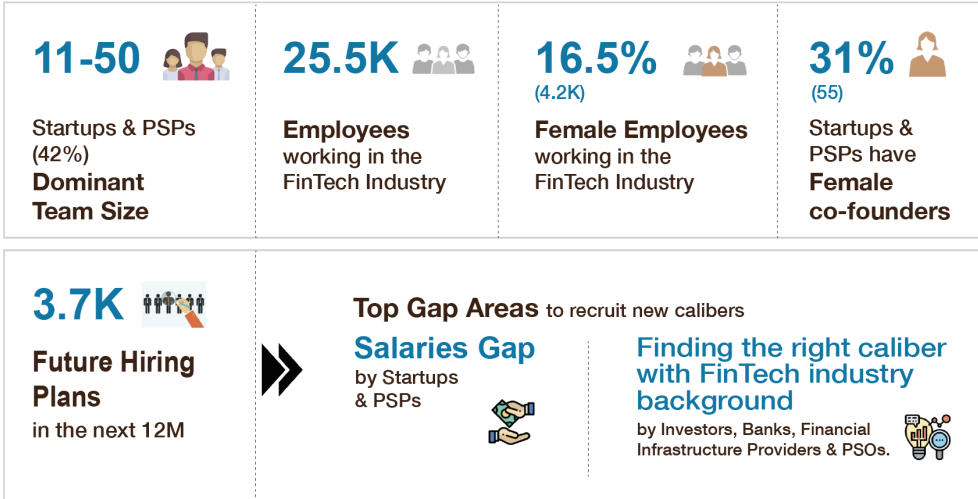 11-50
Startups & PSPs
(42%)
Dominant
Team Size
25.5K
Employees
working in the
FinTech Industry
16.5%
(4.2K)
Female Employees
working in the
FinTech Industry
31%
(55)
Startups &
PSPs have
Female
co-founders
3.7K
Future Hiring
Plans
in the next 12M
Top Gap Areas to recruit new calibers
Salaries Gap
by Startups
& PSPs
Finding the right caliber
with FinTech industry
background
by Investors, Banks, Financial
Infrastructure Providers & PSOs.